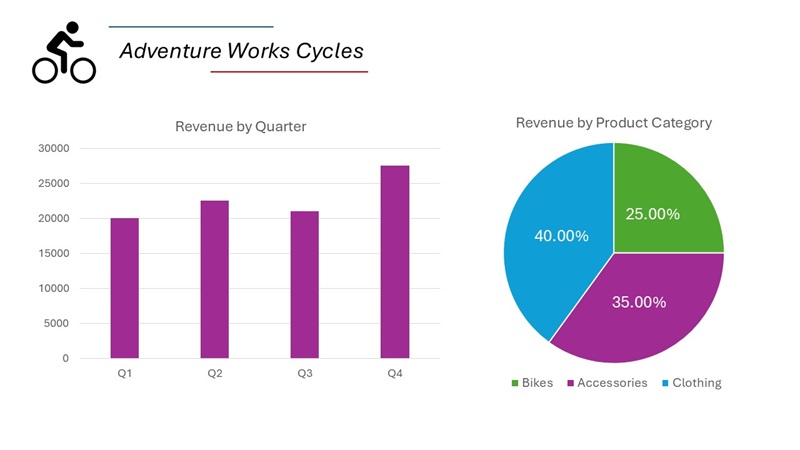 Adventure Works Cycles
Revenue by Quarter
30000
25000
20000
15000
10000
5000
0
Q1 Q2 Q3 Q4
Revenue by Product Category
25.00%
40.00%
35.00%
Bikes Accessories Clothing